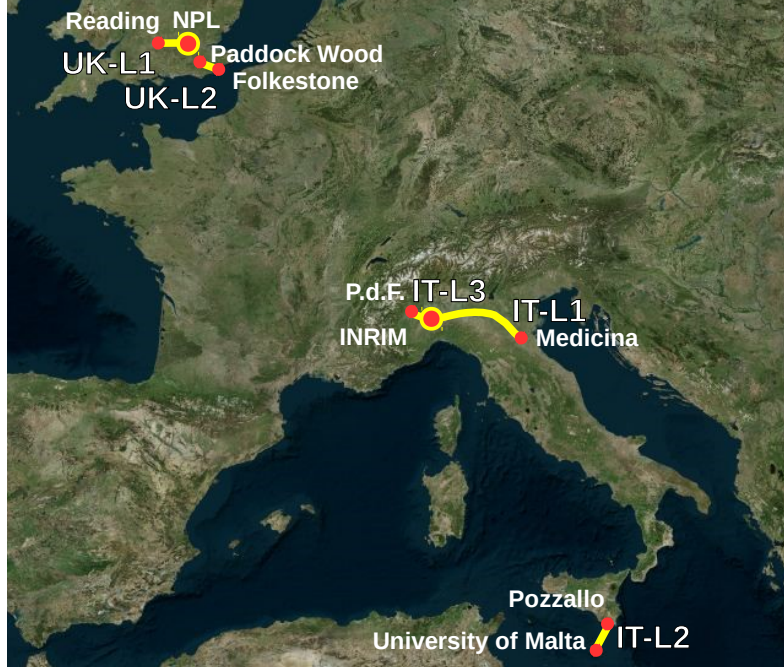 Reading NPL
UK-L1
Paddock Wood
UK-L2
Folkestone
P.d.F. IT-L3
IT-L1
INRIM
Medicina
Pozzallo
University of Malta
IT-L2